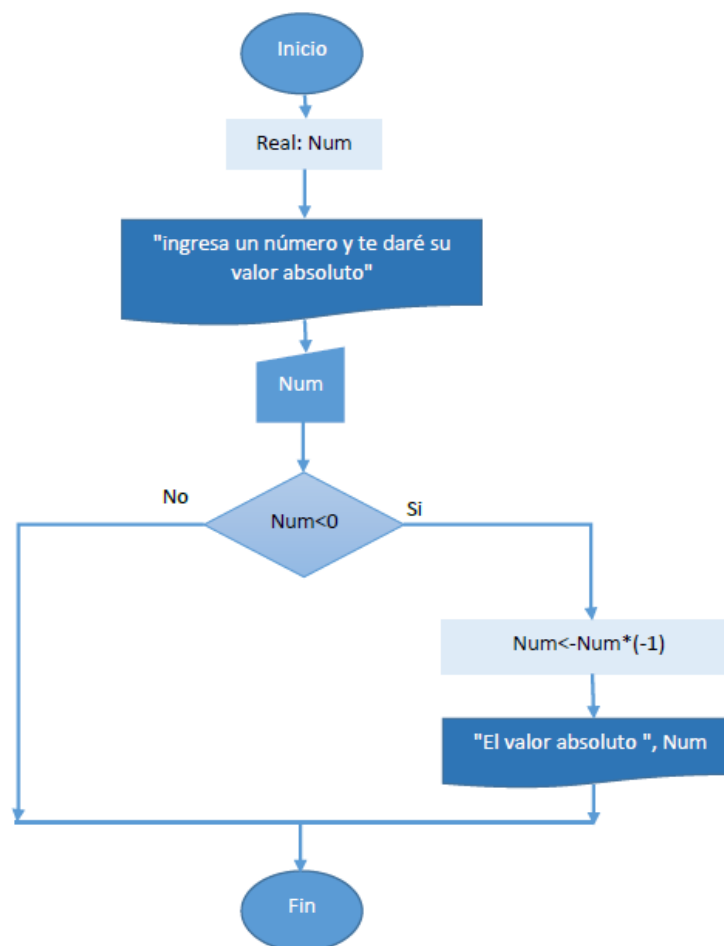 Inicio
Real: Num
"ingresa un número y te daré su
valor absoluto"
Num
Num<0
No
Si
Num<-Num*(-1)
"El valor absoluto ", Num
Fin